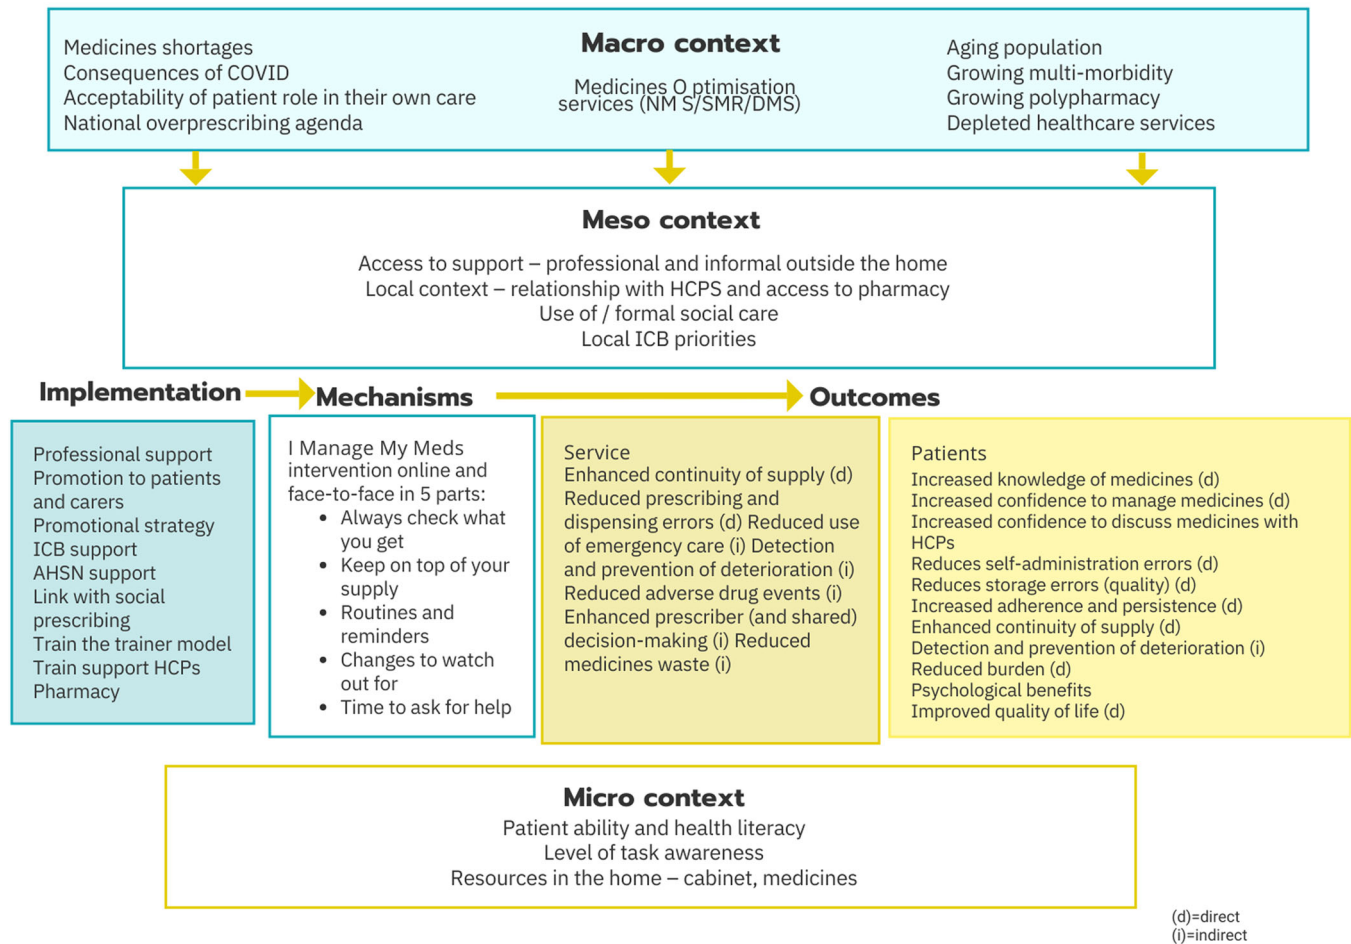 Macro context
Medicines shortages
Consequences of COVID
Acceptability of patient role in their own care
National overprescribing agenda
Medicines O ptimisation
services (NM S/SMR/DMS)
Aging population
Growing multi-morbidity
Growing polypharmacy
Depleted healthcare services
Meso context
Access to support – professional and informal outside the home
Local context – relationship with HCPS and access to pharmacy
Use of / formal social care
Local ICB priorities
Implementation
Mechanisms
Outcomes
Professional support
Promotion to patients
and carers
Promotional strategy
ICB support
AHSN support
Link with social
prescribing
Train the trainer model
Train support HCPs
Pharmacy
I Manage My Meds
intervention online and
face-to-face in 5 parts:
• Always check what
you get
• Keep on top of your
supply
• Routines and
reminders
• Changes to watch
out for
• Time to ask for help
Service
Enhanced continuity of supply (d)
Reduced prescribing and
dispensing errors (d) Reduced use
of emergency care (i) Detection
and prevention of deterioration (i)
Reduced adverse drug events (i)
Enhanced prescriber (and shared)
decision-making (i) Reduced
medicines waste (i)
Patients
Increased knowledge of medicines (d)
Increased confidence to manage medicines (d)
Increased confidence to discuss medicines with
HCPs
Reduces self-administration errors (d)
Reduces storage errors (quality) (d)
Increased adherence and persistence (d)
Enhanced continuity of supply (d)
Detection and prevention of deterioration (i)
Reduced burden (d)
Psychological benefits
Improved quality of life (d)
Micro context
Patient ability and health literacy
Level of task awareness
Resources in the home – cabinet, medicines
(d)=direct
(i)=indirect